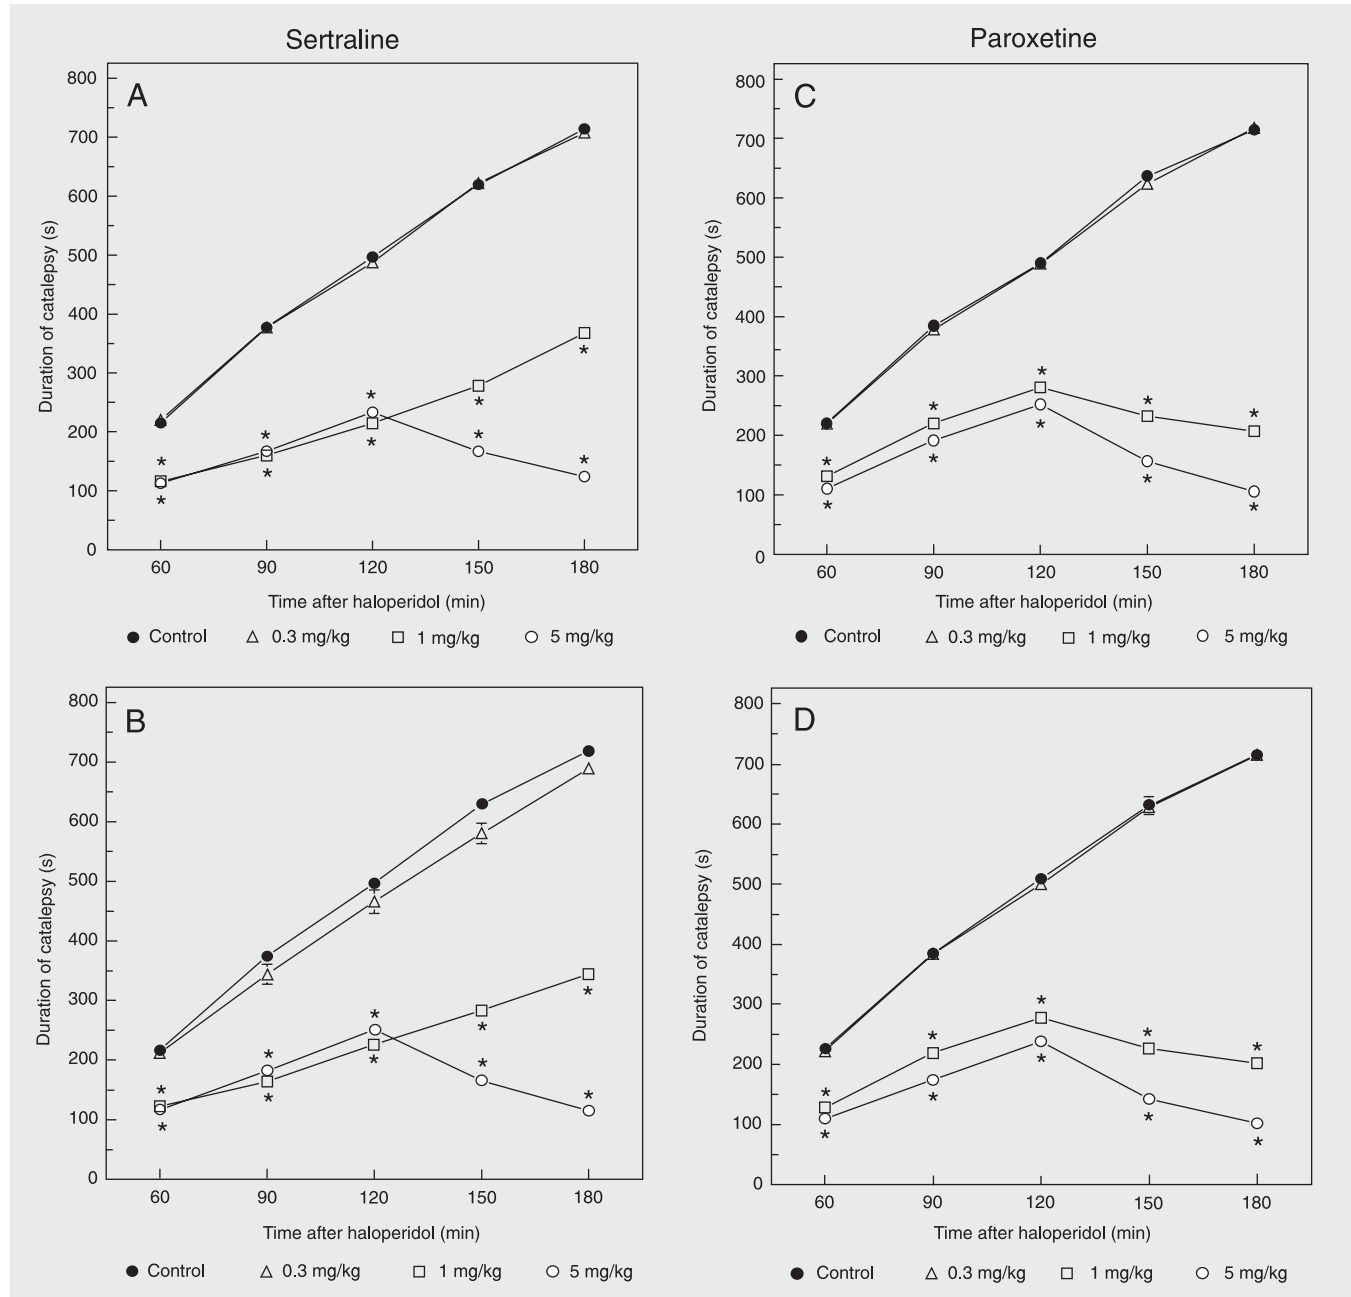 Sertraline
Paroxetine
A
800
700
600
500
400
300
200
100
0
Duration of catalepsy (s)
* * * * * * * * * *
60 90 120 150 180
Time after haloperidol (min)
● Control △ 0.3 mg/kg □ 1 mg/kg ○ 5 mg/kg
C
800
700
600
500
400
300
200
100
0
Duration of catalepsy (s)
* * * * * * * * * *
60 90 120 150 180
Time after haloperidol (min)
● Control △ 0.3 mg/kg □ 1 mg/kg ○ 5 mg/kg
B
800
700
600
500
400
300
200
100
0
Duration of catalepsy (s)
* * * * * * * * * *
60 90 120 150 180
Time after haloperidol (min)
● Control △ 0.3 mg/kg □ 1 mg/kg ○ 5 mg/kg
D
800
700
600
500
400
300
200
100
0
Duration of catalepsy (s)
* * * * * * * * * *
60 90 120 150 180
Time after haloperidol (min)
● Control △ 0.3 mg/kg □ 1 mg/kg ○ 5 mg/kg